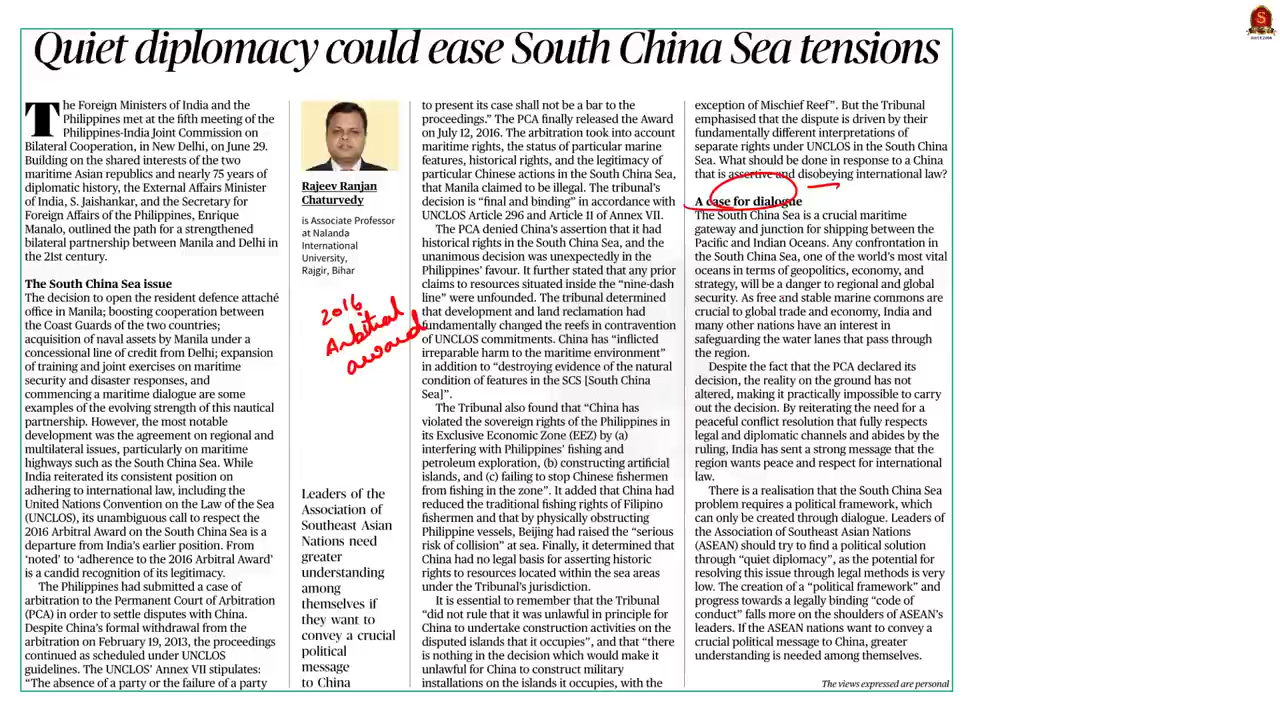 Quiet diplomacy could ease South China Sea tensions
The Foreign Ministers of India and the
Philippines met at the fifth meeting of the
Philippines-India Joint Commission on
Bilateral Cooperation, in New Delhi, on June 29.
Building on the shared interests of the two
maritime Asian republics and nearly 75 years of
diplomatic history, the External Affairs Minister
of India, S. Jaishankar, and the Secretary for
Foreign Affairs of the Philippines, Enrique
Manalo, outlined the path for a strengthened
bilateral partnership between Manila and Delhi in
the 21st century.
The South China Sea issue
The decision to open the resident defence attaché
office in Manila; boosting cooperation between
the Coast Guards of the two countries;
acquisition of naval assets by Manila under a
concessional line of credit from Delhi; expansion
of training and joint exercises on maritime
security and disaster responses, and
commencing a maritime dialogue are some
examples of the evolving strength of this nautical
partnership. However, the most notable
development was the agreement on regional and
multilateral issues, particularly on maritime
highways such as the South China Sea. While
India reiterated its consistent position on
adhering to international law, including the
United Nations Convention on the Law of the Sea
(UNCLOS), its unambiguous call to respect the
2016 Arbitral Award on the South China Sea is a
departure from India's earlier position. From
'noted' to 'adherence to the 2016 Arbitral Award'
is a candid recognition of its legitimacy.
The Philippines had submitted a case of
arbitration to the Permanent Court of Arbitration
(PCA) in order to settle disputes with China.
Despite China's formal withdrawal from the
arbitration on February 19, 2013, the proceedings
continued as scheduled under UNCLOS
guidelines. The UNCLOS' Annex VII stipulates:
"The absence of a party or the failure of a party
Rajeev Ranjan
Chaturvedy
is Associate Professor
at Nalanda
International
University,
Rajgir, Bihar
2016
Arbitral
award
Leaders of the
Association of
Southeast Asian
Nations need
greater
understanding
among
themselves if
they want to
convey a crucial
political
message
to China
to present its case shall not be a bar to the
proceedings." The PCA finally released the Award
on July 12, 2016. The arbitration took into account
maritime rights, the status of particular marine
features, historical rights, and the legitimacy of
particular Chinese actions in the South China Sea,
that Manila claimed to be illegal. The tribunal's
decision is "final and binding" in accordance with
UNCLOS Article 296 and Article 11 of Annex VII.
The PCA denied China's assertion that it had
historical rights in the South China Sea, and the
unanimous decision was unexpectedly in the
Philippines' favour. It further stated that any prior
claims to resources situated inside the "nine-dash
line" were unfounded. The tribunal determined
that development and land reclamation had
fundamentally changed the reefs in contravention
of UNCLOS commitments. China has "inflicted
irreparable harm to the maritime environment"
in addition to "destroying evidence of the natural
condition of features in the SCS [South China
Sea]".
The Tribunal also found that "China has
violated the sovereign rights of the Philippines in
its Exclusive Economic Zone (EEZ) by (a)
interfering with Philippines' fishing and
petroleum exploration, (b) constructing artificial
islands, and (c) failing to stop Chinese fishermen
from fishing in the zone". It added that China had
reduced the traditional fishing rights of Filipino
fishermen and that by physically obstructing
Philippine vessels, Beijing had raised the "serious
risk of collision" at sea. Finally, it determined that
China had no legal basis for asserting historic
rights to resources located within the sea areas
under the Tribunal's jurisdiction.
It is essential to remember that the Tribunal
"did not rule that it was unlawful in principle for
China to undertake construction activities on the
disputed islands that it occupies", and that "there
is nothing in the decision which would make it
unlawful for China to construct military
installations on the islands it occupies, with the
exception of Mischief Reef". But the Tribunal
emphasised that the dispute is driven by their
fundamentally different interpretations of
separate rights under UNCLOS in the South China
Sea. What should be done in response to a China
that is assertive and disobeying international law?
A case for dialogue
The South China Sea is a crucial maritime
gateway and junction for shipping between the
Pacific and Indian Oceans. Any confrontation in
the South China Sea, one of the world's most vital
oceans in terms of geopolitics, economy, and
strategy, will be a danger to regional and global
security. As free and stable marine commons are
crucial to global trade and economy, India and
many other nations have an interest in
safeguarding the water lanes that pass through
the region.
Despite the fact that the PCA declared its
decision, the reality on the ground has not
altered, making it practically impossible to carry
out the decision. By reiterating the need for a
peaceful conflict resolution that fully respects
legal and diplomatic channels and abides by the
ruling, India has sent a strong message that the
region wants peace and respect for international
law.
There is a realisation that the South China Sea
problem requires a political framework, which
can only be created through dialogue. Leaders of
the Association of Southeast Asian Nations
(ASEAN) should try to find a political solution
through "quiet diplomacy", as the potential for
resolving this issue through legal methods is very
low. The creation of a "political framework" and
progress towards a legally binding "code of
conduct" falls more on the shoulders of ASEAN's
leaders. If the ASEAN nations want to convey a
crucial political message to China, greater
understanding is needed among themselves.
The views expressed are personal